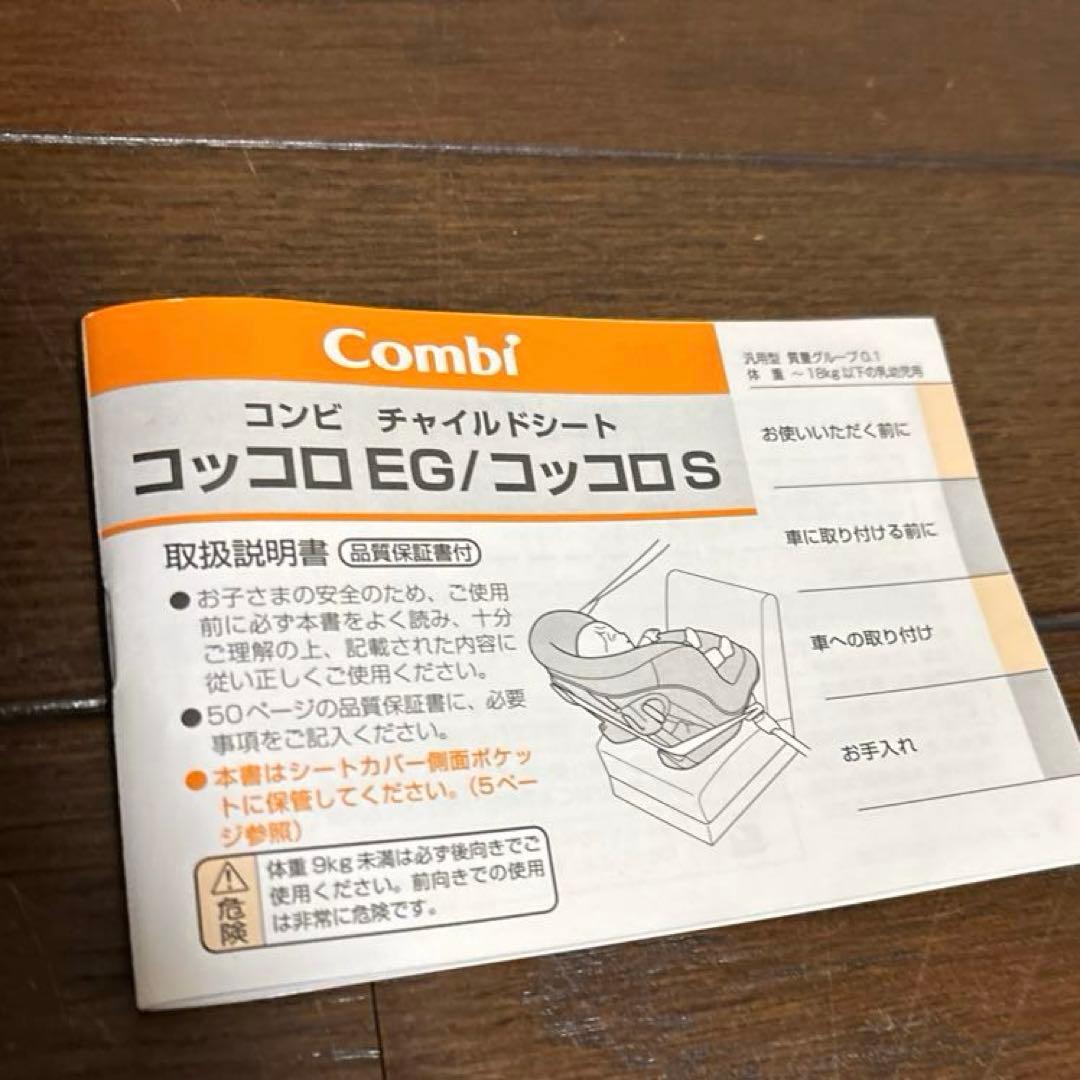 Combi
コンビ チャイルドシート
コッコロEG/コッコロS
取扱説明書 品質保証書付
●お子さまの安全のため、ご使用
前に必ず本書をよく読み、十分
ご理解の上、記載された内容に
従い正しくご使用ください。
●50ページの品質保証書に、必要
事項をご記入ください。
●本書はシートカバー側面ポケッ
トに保管してください。(5ペー
ジ参照)
危険
体重9kg未満は必ず後向きでご
使用ください。前向きでの使用
は非常に危険です。
汎用型 質量グループ0,1
体 重 ～18kg以下の乳幼児用
お使いいただく前に
車に取り付ける前に
車への取り付け
お手入れ